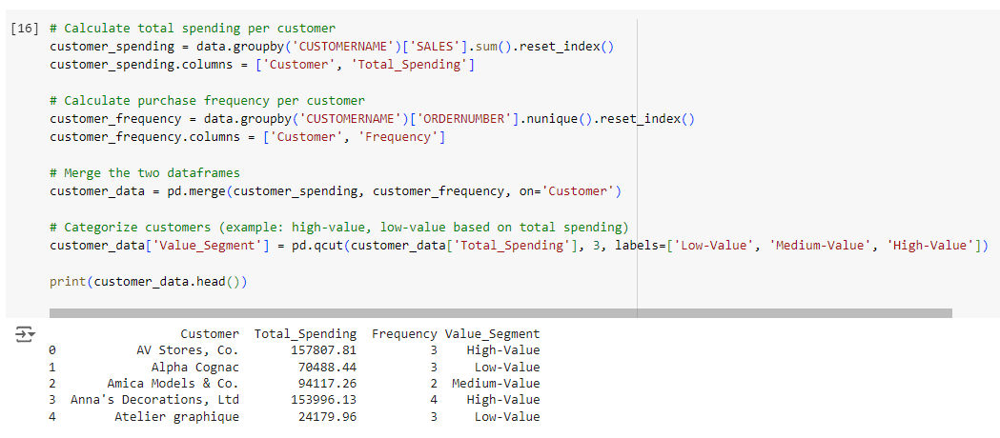 [16] # Calculate total spending per customer
customer_spending = data.groupby('CUSTOMERNAME')['SALES'].sum().reset_index()
customer_spending.columns = ['Customer', 'Total_Spending']
# Calculate purchase frequency per customer
customer_frequency = data.groupby('CUSTOMERNAME')['ORDERNUMBER'].nunique().reset_index()
customer_frequency.columns = ['Customer', 'Frequency']
# Merge the two dataframes
customer_data = pd.merge(customer_spending, customer_frequency, on='Customer')
# Categorize customers (example: high-value, low-value based on total spending)
customer_data['Value_Segment'] = pd.qcut(customer_data['Total_Spending'], 3, labels=['Low-Value', 'Medium-Value', 'High-Value'])
print(customer_data.head())
Customer Total_Spending Frequency Value_Segment
0 AV Stores, Co. 157807.81 3 High-Value
1 Alpha Cognac 70488.44 3 Low-Value
2 Amica Models & Co. 94117.26 2 Medium-Value
3 Anna's Decorations, Ltd 153996.13 4 High-Value
4 Atelier graphique 24179.96 3 Low-Value